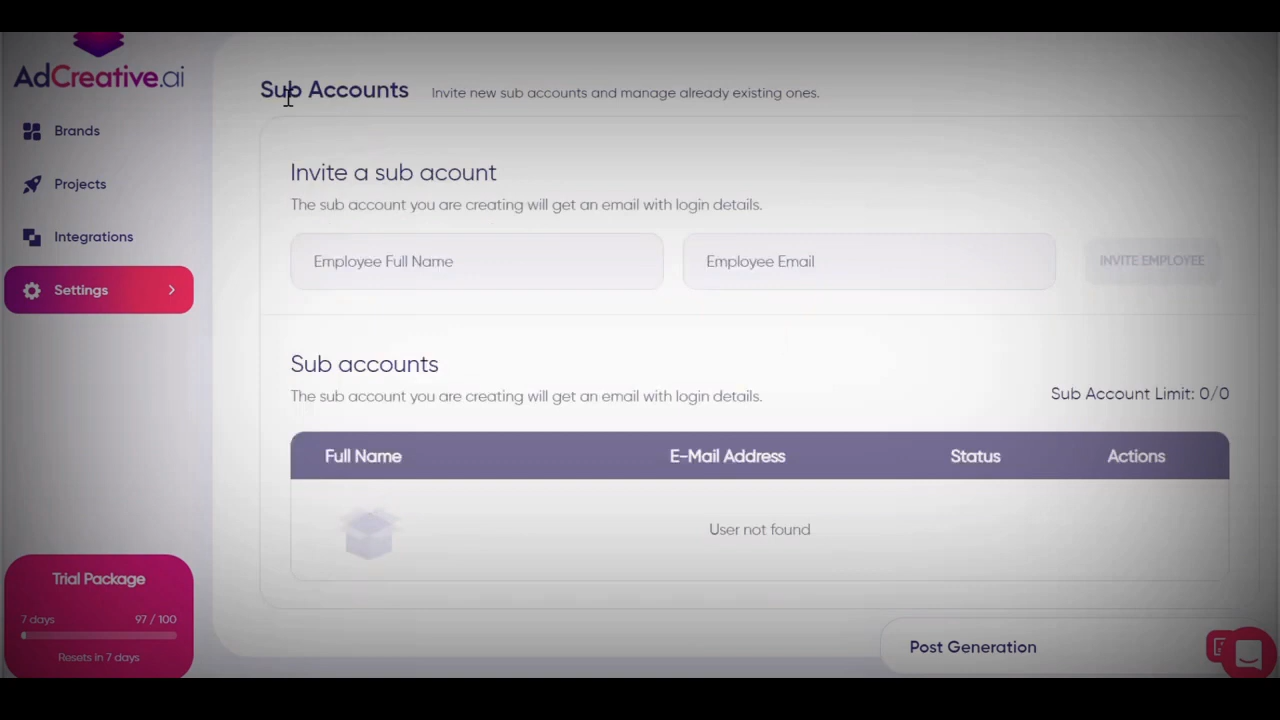 AdCreative.ai
Sub Accounts Invite new sub accounts and manage already existing ones.
Brands
Projects
Integrations
Settings
Invite a sub acount
The sub account you are creating will get an email with login details.
Employee Full Name Employee Email INVITE EMPLOYEE
Sub accounts
The sub account you are creating will get an email with login details.
Sub Account Limit: 0/0
Full Name E-Mail Address Status Actions
User not found
Trial Package
7 days 97 / 100
Resets in 7 days
Post Generation